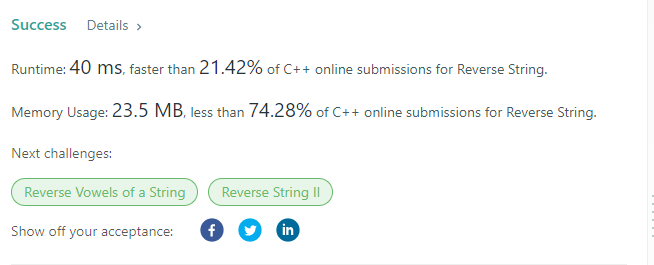 Success Details >
Runtime: 40 ms, faster than 21.42% of C++ online submissions for Reverse String.
Memory Usage: 23.5 MB, less than 74.28% of C++ online submissions for Reverse String.
Next challenges:
Reverse Vowels of a String Reverse String II
Show off your acceptance: f in